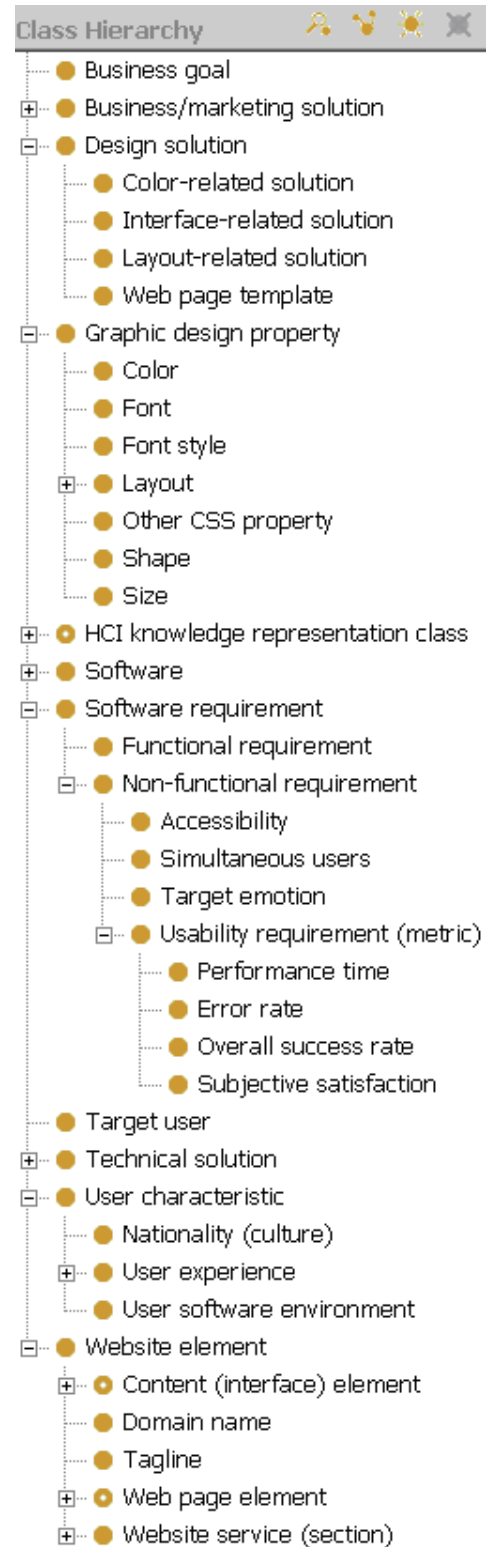 Class Hierarchy
Business goal
Business/marketing solution
Design solution
Color-related solution
Interface-related solution
Layout-related solution
Web page template
Graphic design property
Color
Font
Font style
Layout
Other CSS property
Shape
Size
HCI knowledge representation class
Software
Software requirement
Functional requirement
Non-functional requirement
Accessibility
Simultaneous users
Target emotion
Usability requirement (metric)
Performance time
Error rate
Overall success rate
Subjective satisfaction
Target user
Technical solution
User characteristic
Nationality (culture)
User experience
User software environment
Website element
Content (interface) element
Domain name
Tagline
Web page element
Website service (section)